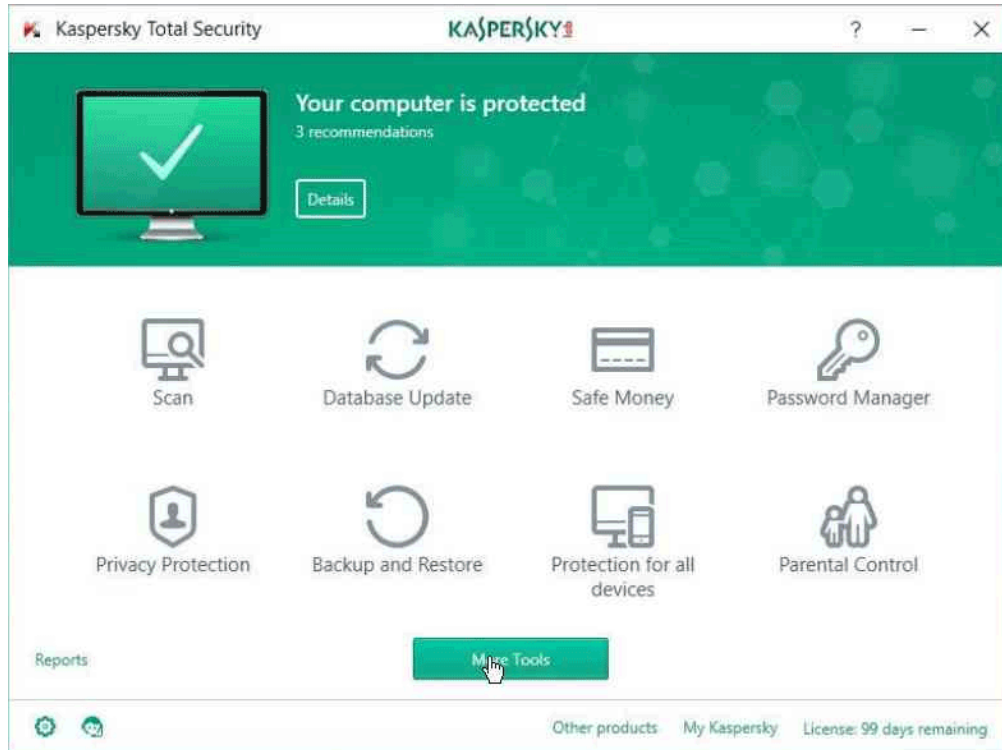 Kaspersky Total Security
KASPERSKY
?
Your computer is protected
3 recommendations
Details
Scan
Database Update
Safe Money
Password Manager
Privacy Protection
Backup and Restore
Protection for all
devices
Parental Control
Reports
More Tools
Other products
My Kaspersky
License: 99 days remaining